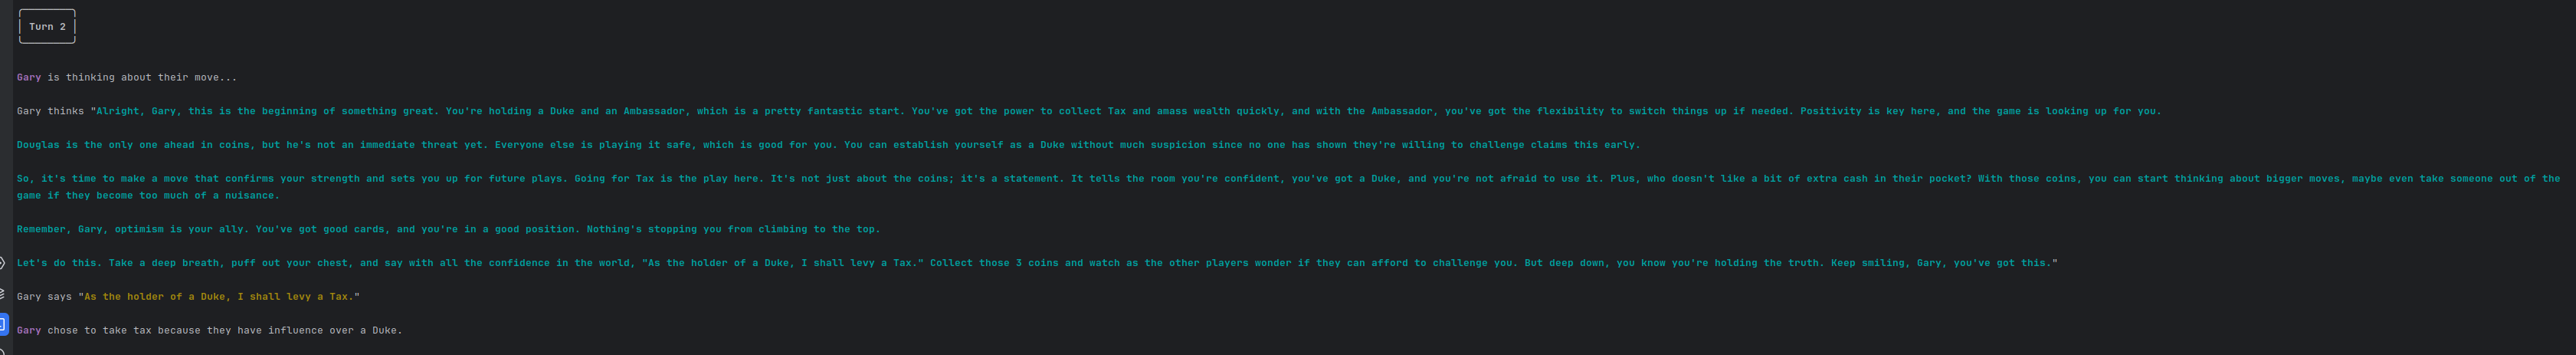 Turn 2
Gary is thinking about their move...
Gary thinks "Alright, Gary, this is the beginning of something great. You're holding a Duke and an Ambassador, which is a pretty fantastic start. You've got the power to collect Tax and amass wealth quickly, and with the Ambassador, you've got the flexibility to switch things up if needed. Positivity is key here, and the game is looking up for you.
Douglas is the only one ahead in coins, but he's not an immediate threat yet. Everyone else is playing it safe, which is good for you. You can establish yourself as a Duke without much suspicion since no one has shown they're willing to challenge claims this early.
So, it's time to make a move that confirms your strength and sets you up for future plays. Going for Tax is the play here. It's not just about the coins; it's a statement. It tells the room you're confident, you've got a Duke, and you're not afraid to use it. Plus, who doesn't like a bit of extra cash in their pocket? With those coins, you can start thinking about bigger moves, maybe even take someone out of the
game if they become too much of a nuisance.
Remember, Gary, optimism is your ally. You've got good cards, and you're in a good position. Nothing's stopping you from climbing to the top.
Let's do this. Take a deep breath, puff out your chest, and say with all the confidence in the world, "As the holder of a Duke, I shall levy a Tax." Collect those 3 coins and watch as the other players wonder if they can afford to challenge you. But deep down, you know you're holding the truth. Keep smiling, Gary, you've got this."
Gary says "As the holder of a Duke, I shall levy a Tax."
Gary chose to take tax because they have influence over a Duke.